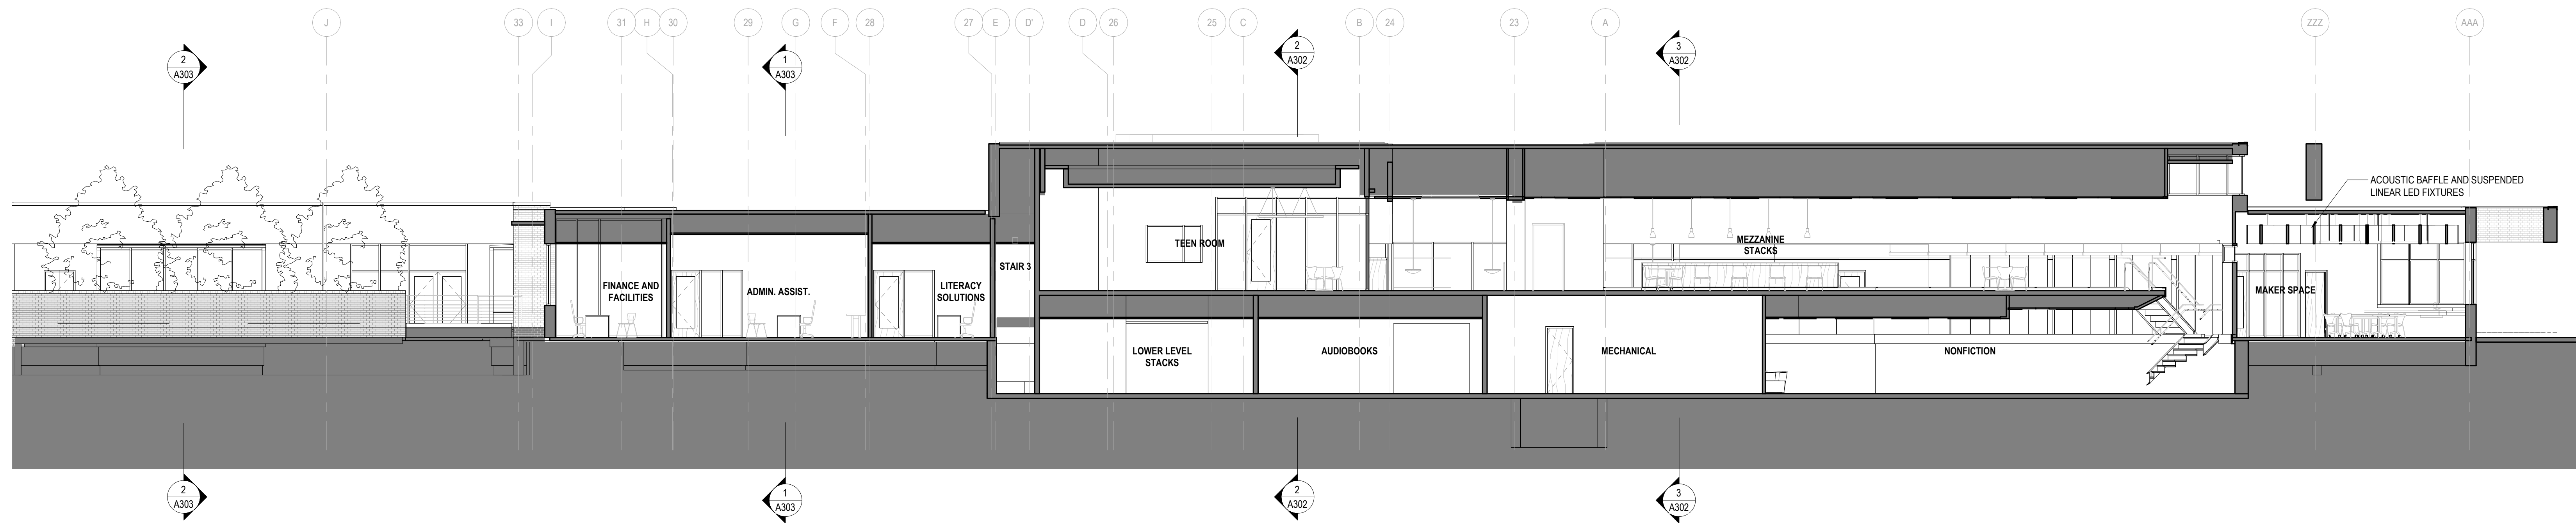 J
33
I
31
H
30
29
G
F
28
27
E
D'
D
26
25
C
B
24
23
A
ZZZ
AAA
2
A303
1
A303
2
A302
3
A302
ACOUSTIC BAFFLE AND SUSPENDED
LINEAR LED FIXTURES
TEEN ROOM
MEZZANINE
STACKS
STAIR 3
FINANCE AND
FACILITIES
ADMIN. ASSIST.
LITERACY
SOLUTIONS
MAKER SPACE
LOWER LEVEL
STACKS
AUDIOBOOKS
MECHANICAL
NONFICTION
2
A303
1
A303
2
A302
3
A302